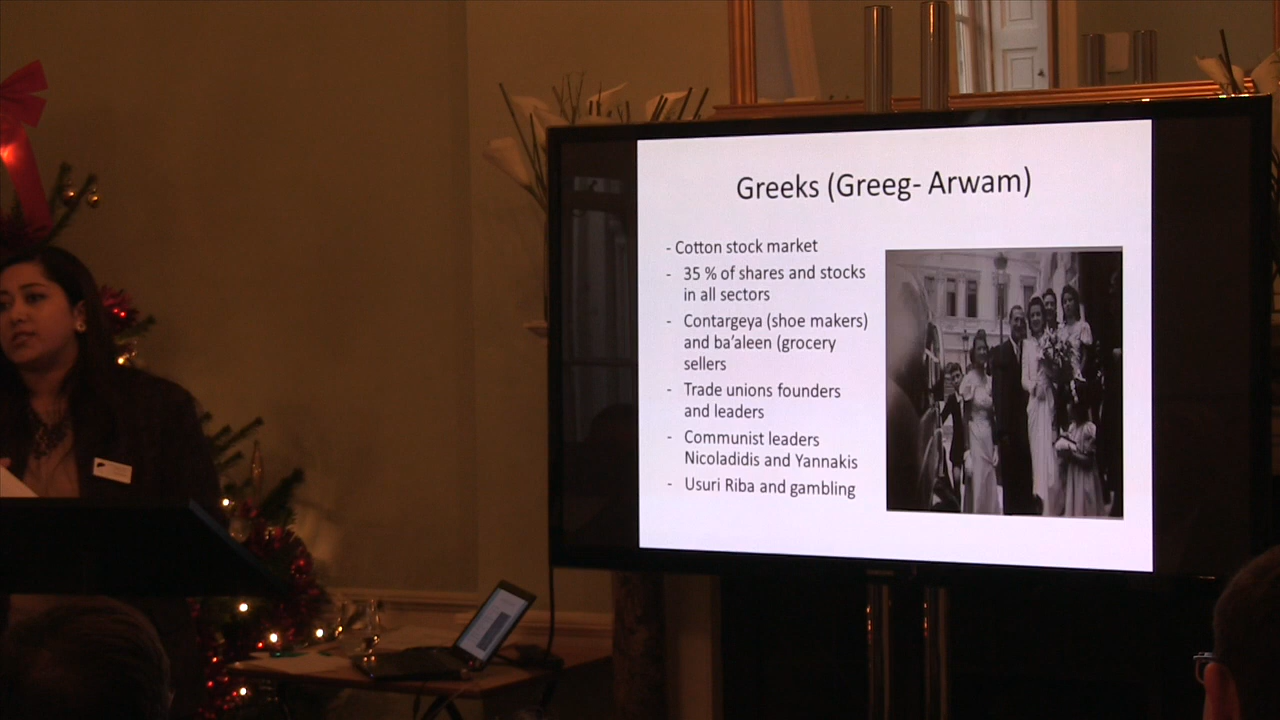 Greeks (Greeg- Arwam)
- Cotton stock market
- 35 % of shares and stocks
in all sectors
- Contargeya (shoe makers)
and ba'aleen (grocery
sellers
- Trade unions founders
and leaders
- Communist leaders
Nicoladidis and Yannakis
- Usuri Riba and gambling